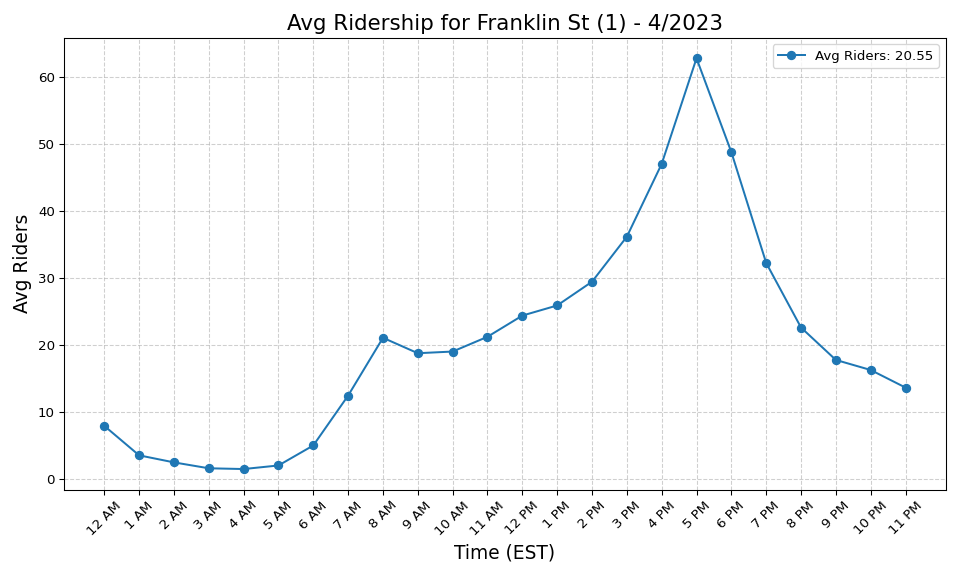 Avg Ridership for Franklin St (1) - 4/2023
Avg Riders: 20.55
Avg Riders
60
50
40
30
20
10
0
12 AM
1 AM
2 AM
3 AM
4 AM
5 AM
6 AM
7 AM
8 AM
9 AM
10 AM
11 AM
12 PM
1 PM
2 PM
3 PM
4 PM
5 PM
6 PM
7 PM
8 PM
9 PM
10 PM
11 PM
Time (EST)